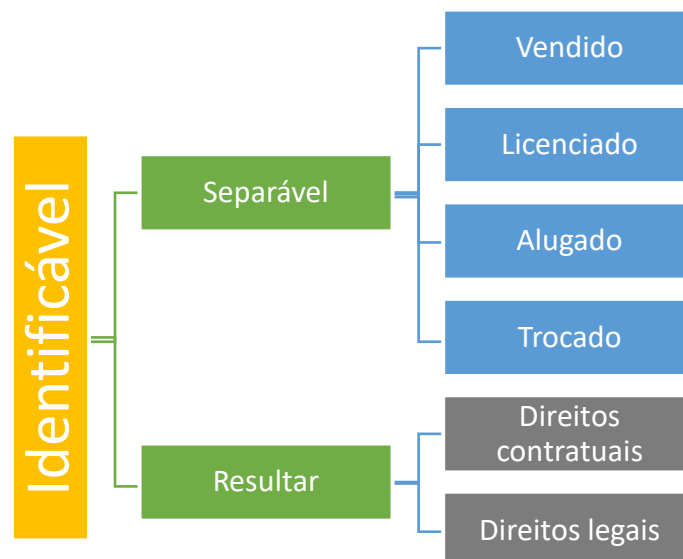 Identificável
Separável
Vendido
Licenciado
Alugado
Trocado
Resultar
Direitos
contratuais
Direitos legais